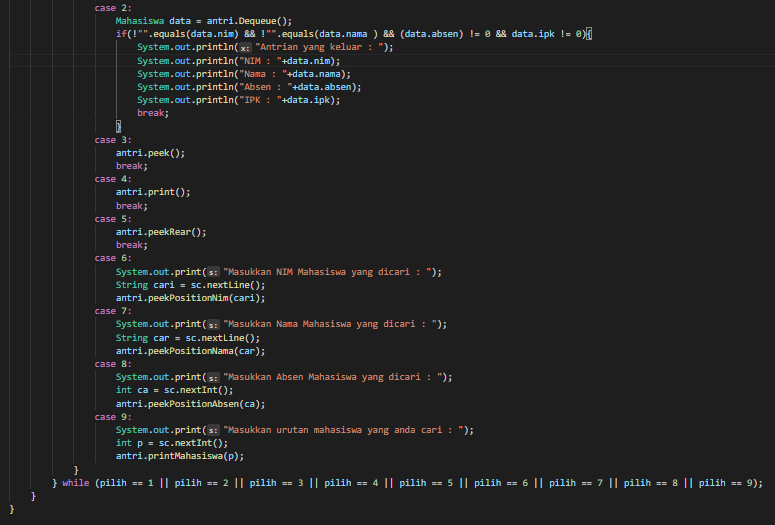 case 2:
Mahasiswa data = antri.Dequeue();
if(!"".equals(data.nim) && !"".equals(data.nama ) && (data.absen) != 0 && data.ipk != 0){
System.out.println(x: "Antrian yang keluar : ");
System.out.println("NIM : "+data.nim);
System.out.println("Nama : "+data.nama);
System.out.println("Absen : "+data.absen);
System.out.println("IPK : "+data.ipk);
break;
}
case 3:
antri.peek();
break;
case 4:
antri.print();
break;
case 5:
antri.peekRear();
break;
case 6:
System.out.print(s: "Masukkan NIM Mahasiswa yang dicari : ");
String cari = sc.nextLine();
antri.peekPositionNim(cari);
case 7:
System.out.print(s: "Masukkan Nama Mahasiswa yang dicari : ");
String car = sc.nextLine();
antri.peekPositionNama(car);
case 8:
System.out.print(s: "Masukkan Absen Mahasiswa yang dicari : ");
int ca = sc.nextInt();
antri.peekPositionAbsen(ca);
case 9:
System.out.print(s: "Masukkan urutan mahasiswa yang anda cari : ");
int p = sc.nextInt();
antri.printMahasiswa(p);
}
} while (pilih == 1 || pilih == 2 || pilih == 3 || pilih == 4 || pilih == 5 || pilih == 6 || pilih == 7 || pilih == 8 || pilih == 9);
}
}